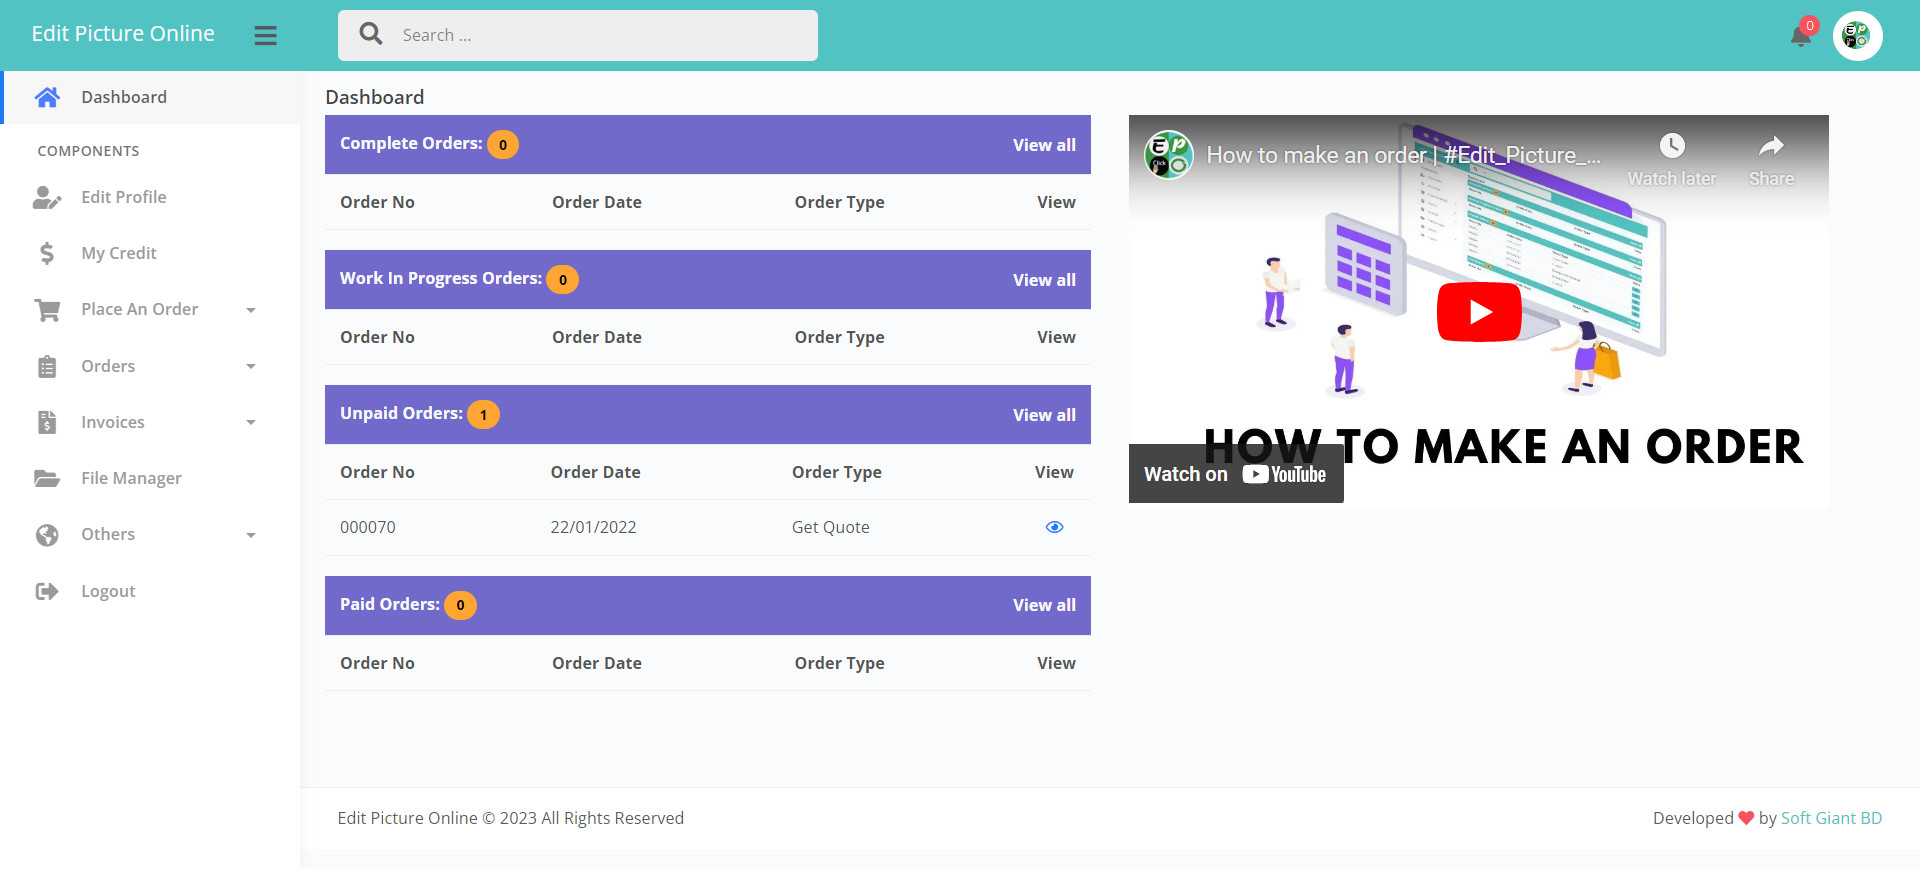 Edit Picture Online
Search ...
0
Dashboard
COMPONENTS
Edit Profile
My Credit
Place An Order
Orders
Invoices
File Manager
Others
Logout
Dashboard
Complete Orders: 0 View all
Order No Order Date Order Type View
Work In Progress Orders: 0 View all
Order No Order Date Order Type View
Unpaid Orders: 1 View all
Order No Order Date Order Type View
000070 22/01/2022 Get Quote
Paid Orders: 0 View all
Order No Order Date Order Type View
How to make an order | #Edit_Picture_...
Watch later
Share
HOW TO MAKE AN ORDER
Watch on YouTube
Edit Picture Online © 2023 All Rights Reserved
Developed by Soft Giant BD